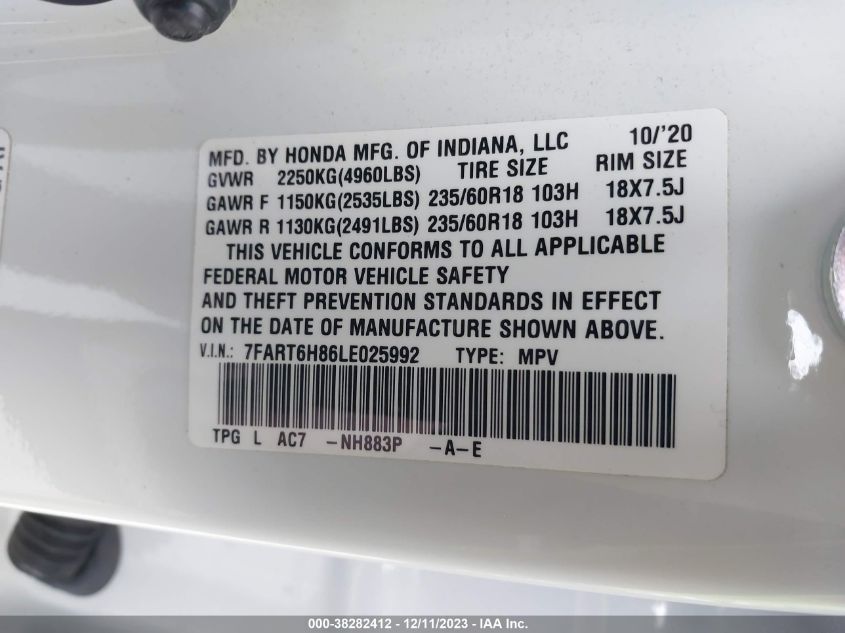 MFD. BY HONDA MFG. OF INDIANA, LLC 10/'20
GVWR 2250KG(4960LBS) TIRE SIZE RIM SIZE
GAWR F 1150KG(2535LBS) 235/60R18 103H 18X7.5J
GAWR R 1130KG(2491LBS) 235/60R18 103H 18X7.5J
THIS VEHICLE CONFORMS TO ALL APPLICABLE
FEDERAL MOTOR VEHICLE SAFETY
AND THEFT PREVENTION STANDARDS IN EFFECT
ON THE DATE OF MANUFACTURE SHOWN ABOVE.
V.I.N.: 7FART6H86LE025992 TYPE: MPV
TPG L AC7 -NH883P -A-E
000-38282412 - 12/11/2023 - IAA Inc.